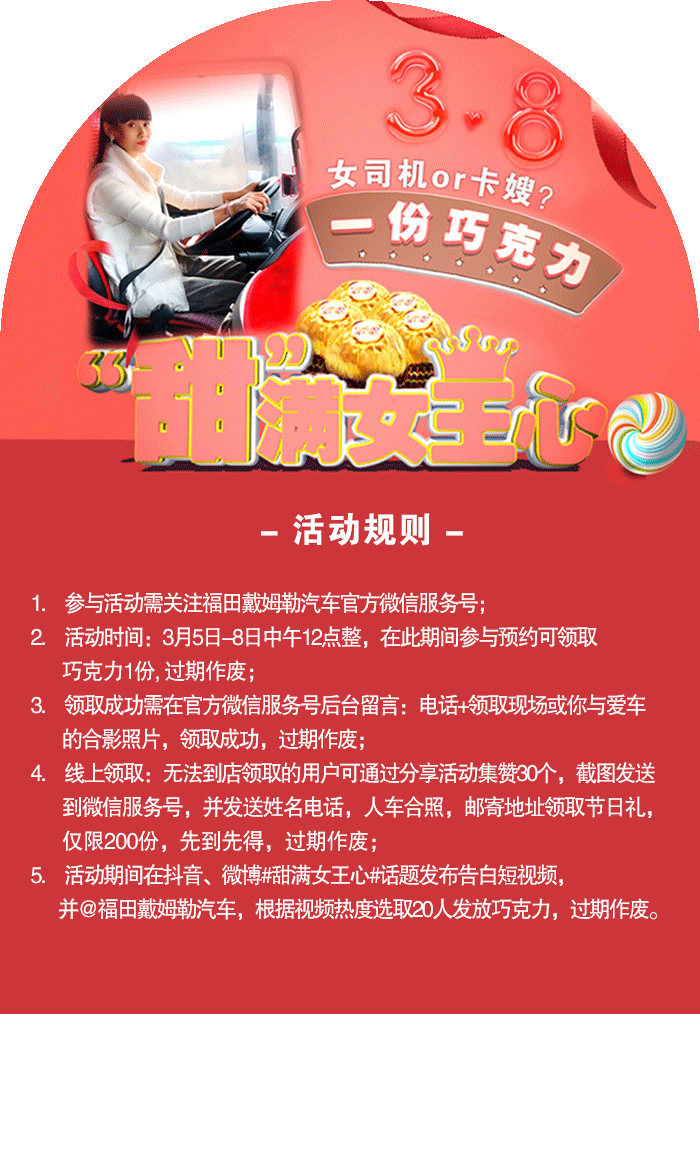 3 8
女司机or卡嫂？
一份巧克力
“甜”满女王心
– 活动规则 –
1. 参与活动需关注福田戴姆勒汽车官方微信服务号；
2. 活动时间：3月5日–8日中午12点整，在此期间参与预约可领取
巧克力1份, 过期作废；
3. 领取成功需在官方微信服务号后台留言：电话+领取现场或你与爱车
的合影照片，领取成功，过期作废；
4. 线上领取：无法到店领取的用户可通过分享活动集赞30个，截图发送
到微信服务号，并发送姓名电话，人车合照，邮寄地址领取节日礼，
仅限200份，先到先得，过期作废；
5. 活动期间在抖音、微博#甜满女王心#话题发布告白短视频，
并@福田戴姆勒汽车，根据视频热度选取20人发放巧克力，过期作废。